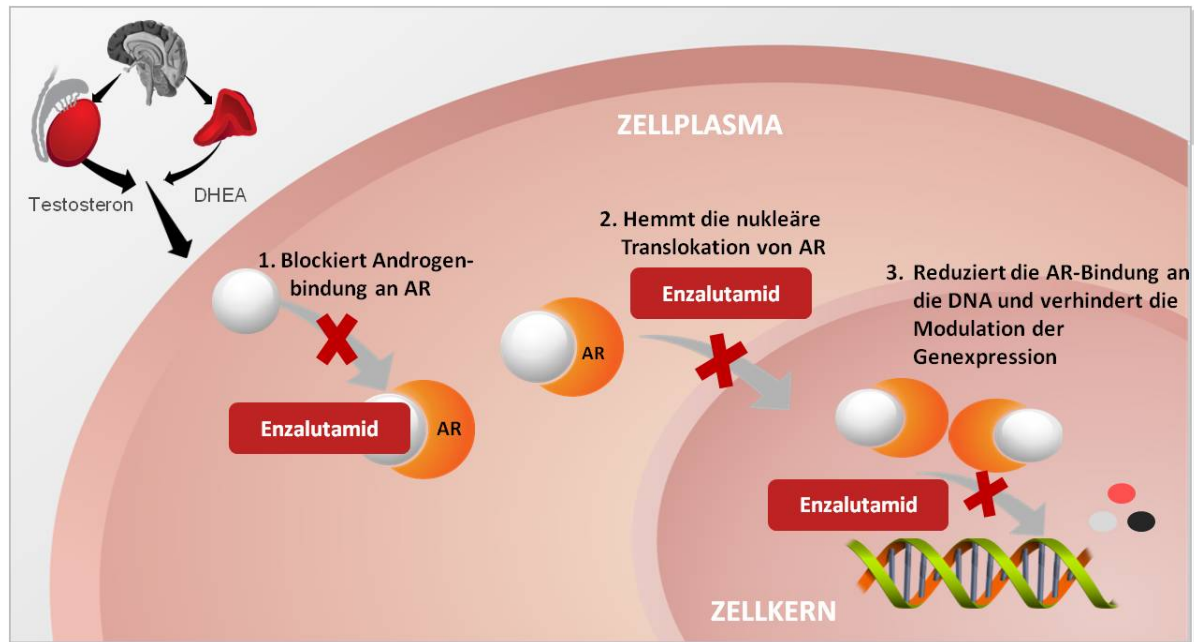 ZELLPLASMA
Testosteron
DHEA
1. Blockiert Androgen-
bindung an AR
Enzalutamid
AR
2. Hemmt die nukleäre
Translokation von AR
Enzalutamid
AR
3. Reduziert die AR-Bindung an
die DNA und verhindert die
Modulation der
Genexpression
Enzalutamid
ZELLKERN